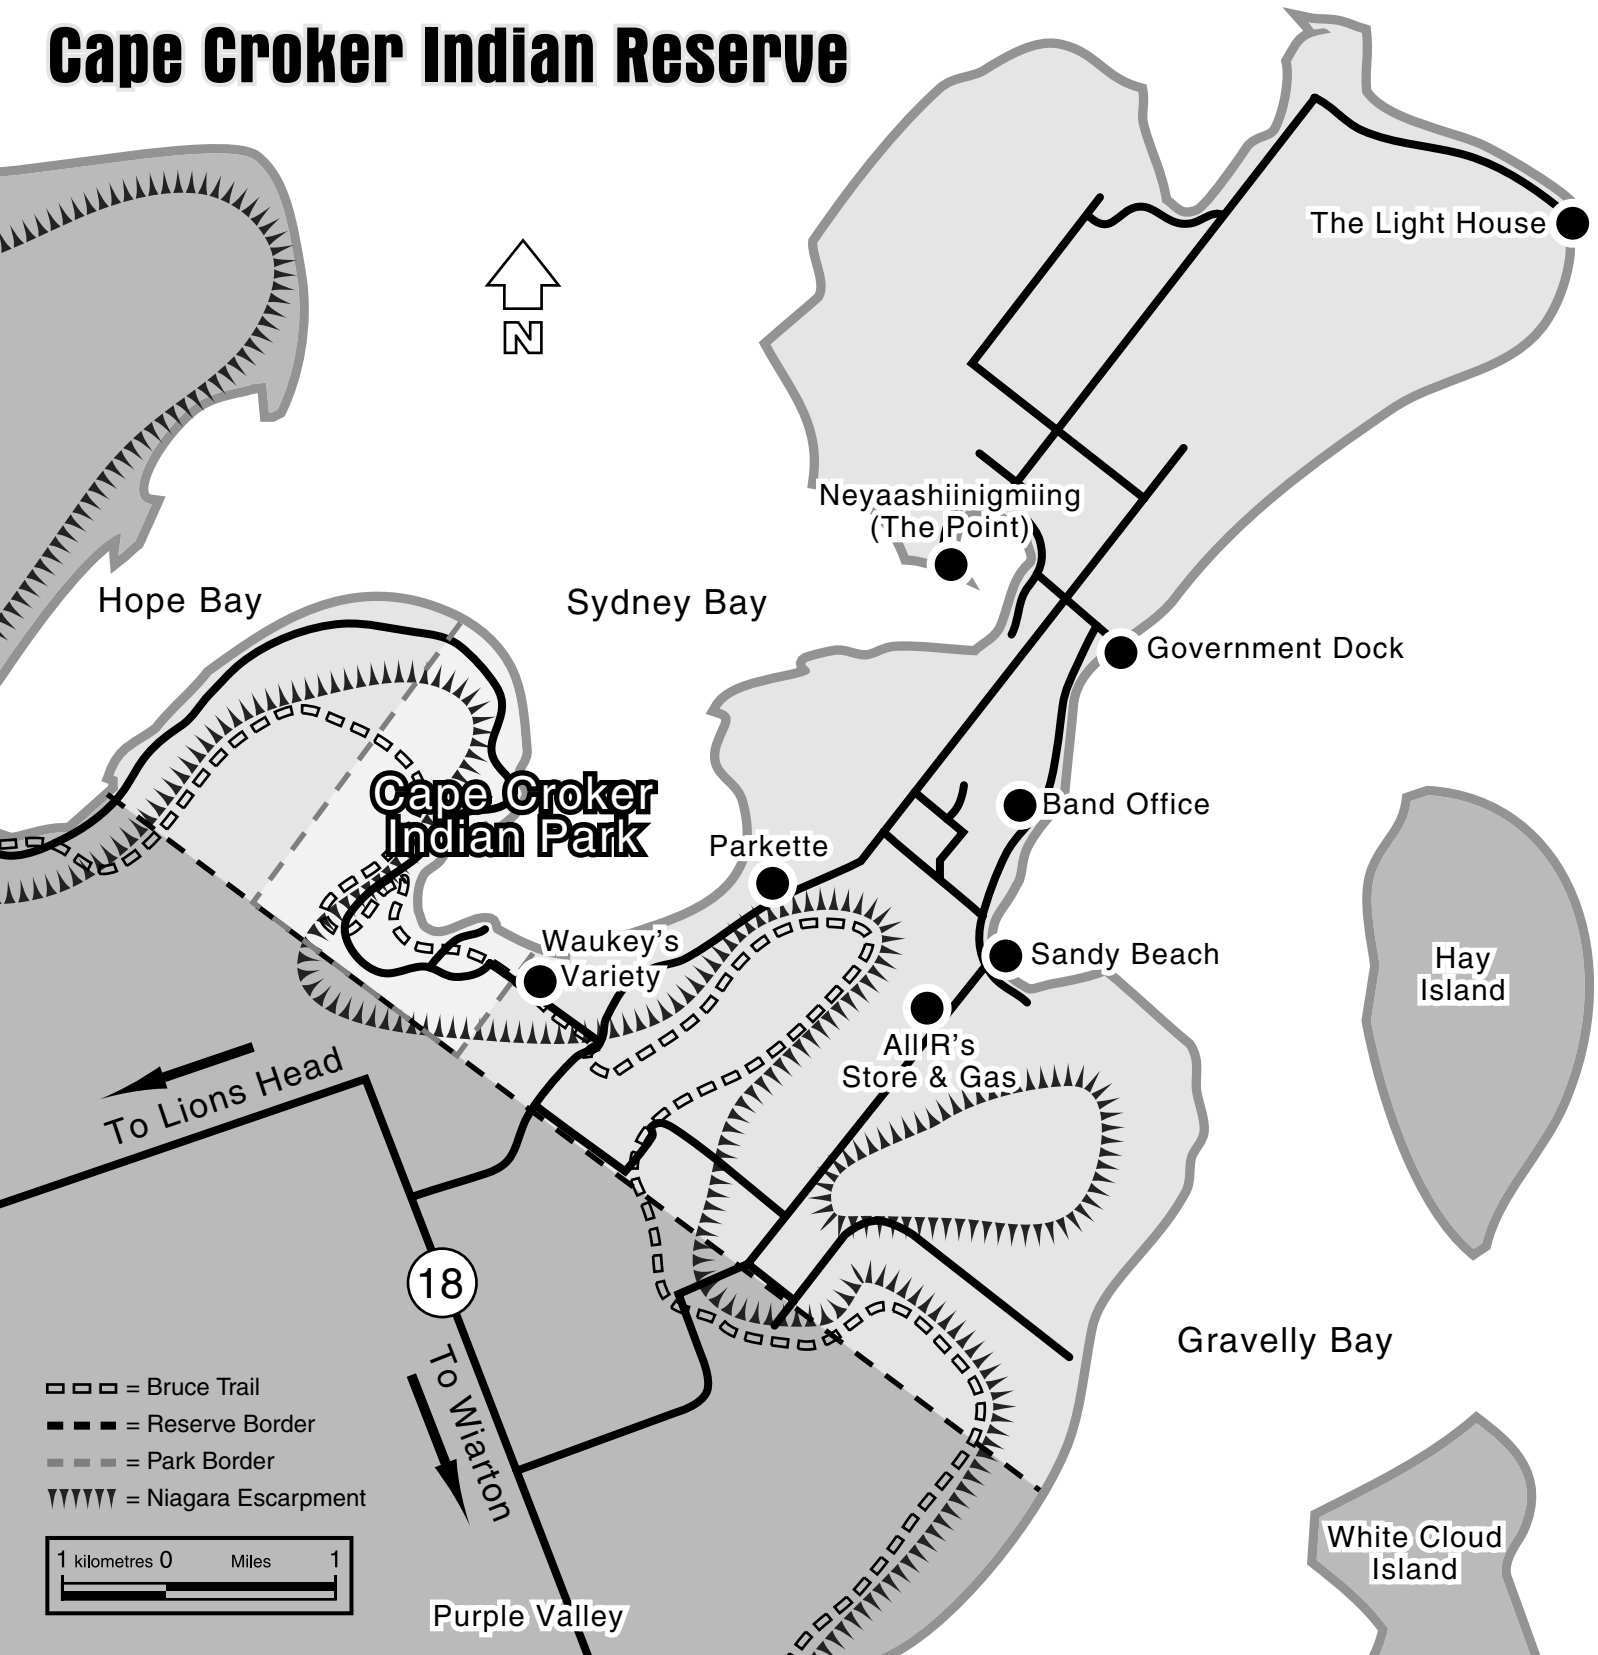 Cape Croker Indian Reserve
The Light House
N
Neyaashiinigmiing
(The Point)
Hope Bay
Sydney Bay
Government Dock
Cape Croker
Indian Park
Band Office
Parkette
Waukey's
Variety
Sandy Beach
Hay
Island
All R's
Store & Gas
To Lions Head
18
Gravelly Bay
To Wiarton
= Bruce Trail
= Reserve Border
= Park Border
= Niagara Escarpment
White Cloud
Island
1 kilometres 0 Miles 1
Purple Valley